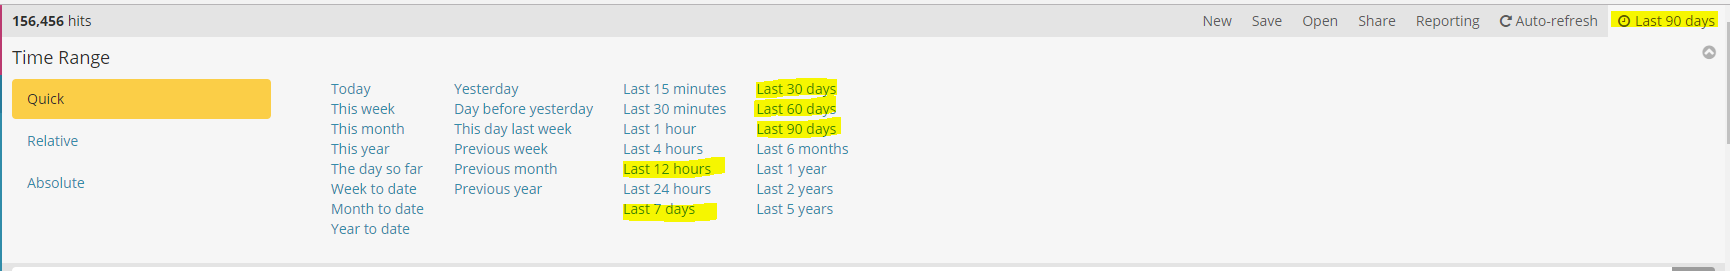 156,456 hits
New Save Open Share Reporting Auto-refresh Last 90 days
Time Range
Quick
Relative
Absolute
Today
This week
This month
This year
The day so far
Week to date
Month to date
Year to date
Yesterday
Day before yesterday
This day last week
Previous week
Previous month
Previous year
Last 15 minutes
Last 30 minutes
Last 1 hour
Last 4 hours
Last 12 hours
Last 24 hours
Last 7 days
Last 30 days
Last 60 days
Last 90 days
Last 6 months
Last 1 year
Last 2 years
Last 5 years